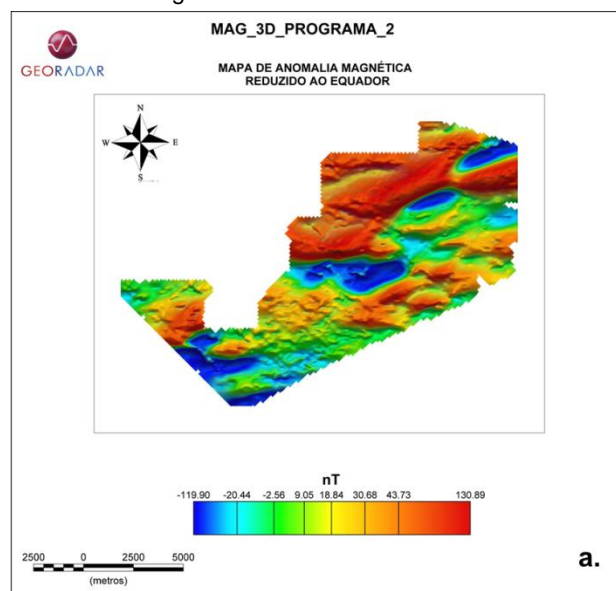 MAG_3D_PROGRAMA_2
GEORADAR
MAPA DE ANOMALIA MAGNÉTICA
REDUZIDO AO EQUADOR
N
W E
S
nT
-119.90 -20.44 -2.56 9.05 18.84 30.68 43.73 130.89
2500 0 2500 5000
(metros)
a.